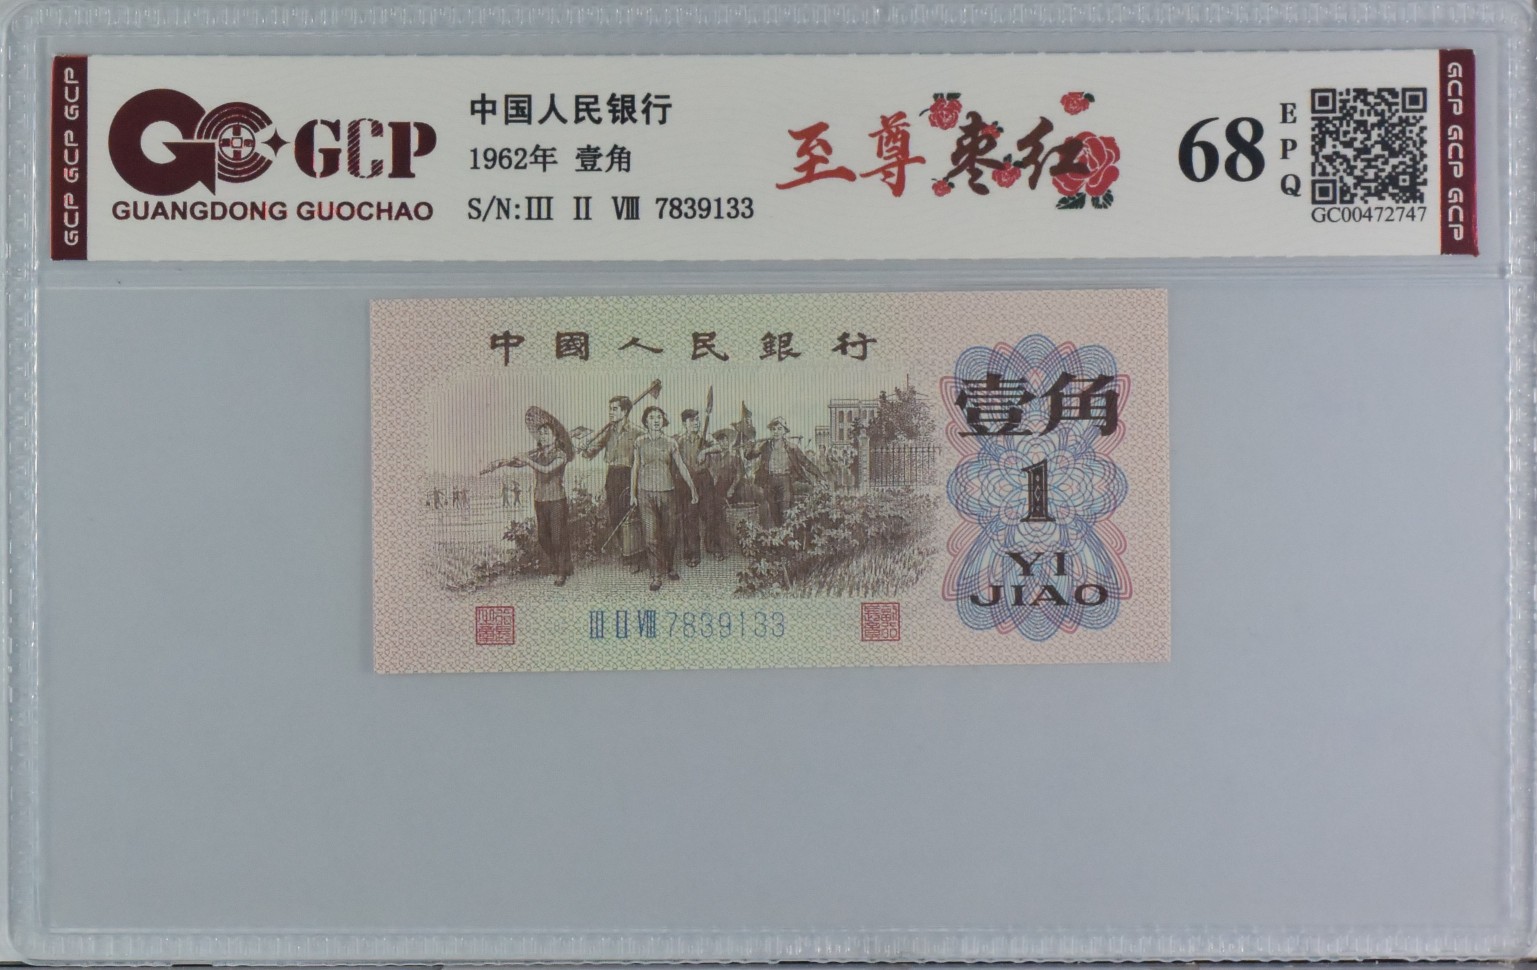 GCP GCP GCP
GCP
GUANGDONG GUOCHAO
中国人民银行
1962年 壹角
S/N:Ⅲ Ⅱ Ⅷ 7839133
至尊枣红
68
EPQ
GC00472747
GCP GCP GCP
中國人民銀行
壹角
1
YI
JIAO
Ⅲ Ⅱ Ⅷ 7839133